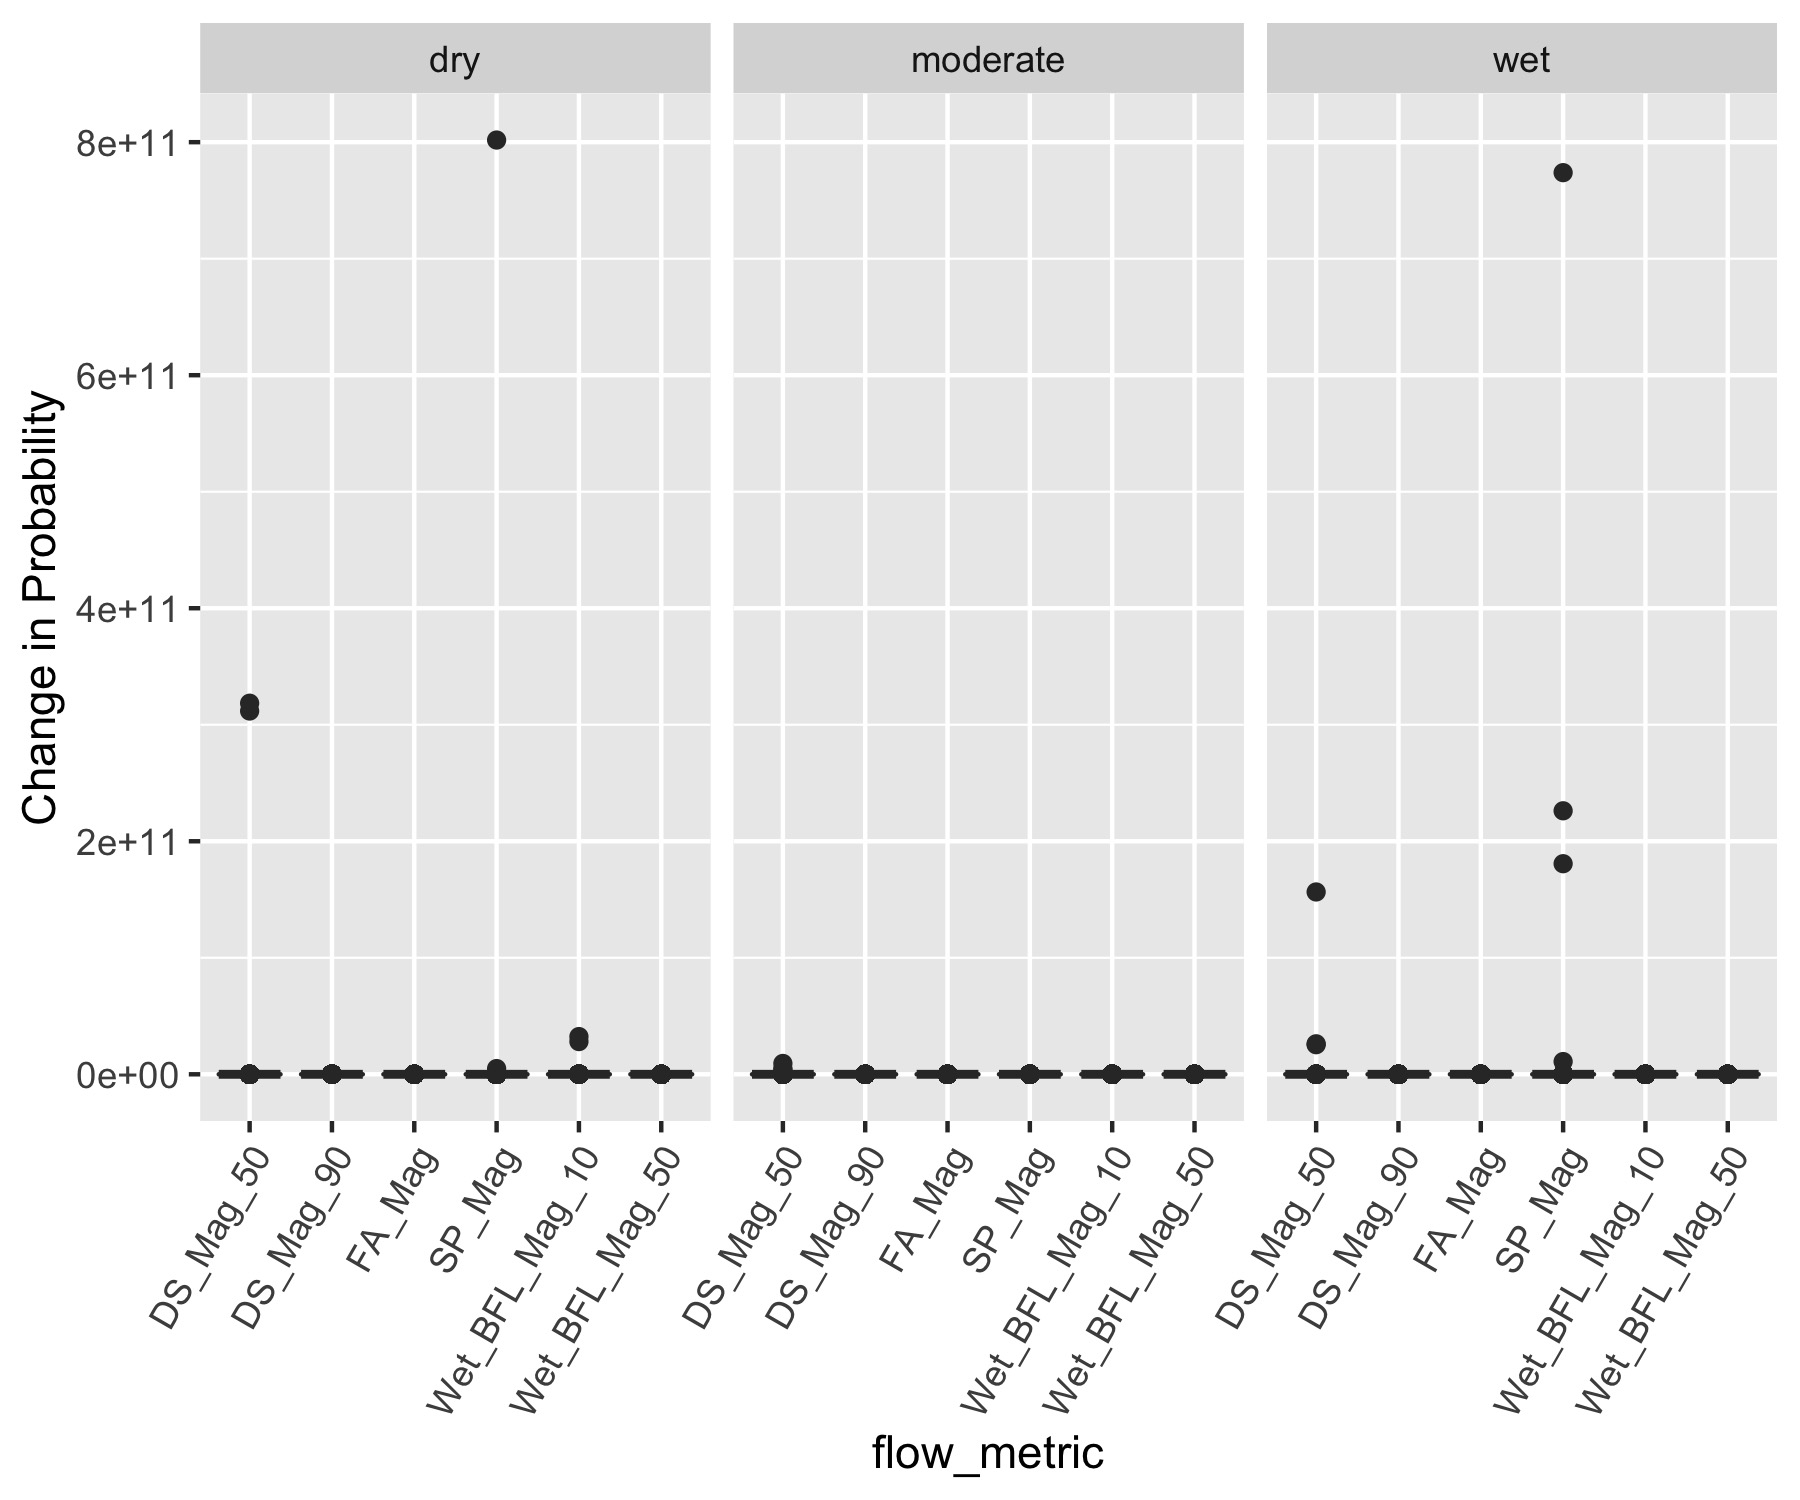 dry moderate wet
Change in Probability
8e+11
6e+11
4e+11
2e+11
0e+00
DS_Mag_50 DS_Mag_90 FA_Mag SP_Mag Wet_BFL_Mag_10 Wet_BFL_Mag_50 DS_Mag_50 DS_Mag_90 FA_Mag SP_Mag Wet_BFL_Mag_10 Wet_BFL_Mag_50 DS_Mag_50 DS_Mag_90 FA_Mag SP_Mag Wet_BFL_Mag_10 Wet_BFL_Mag_50
flow_metric